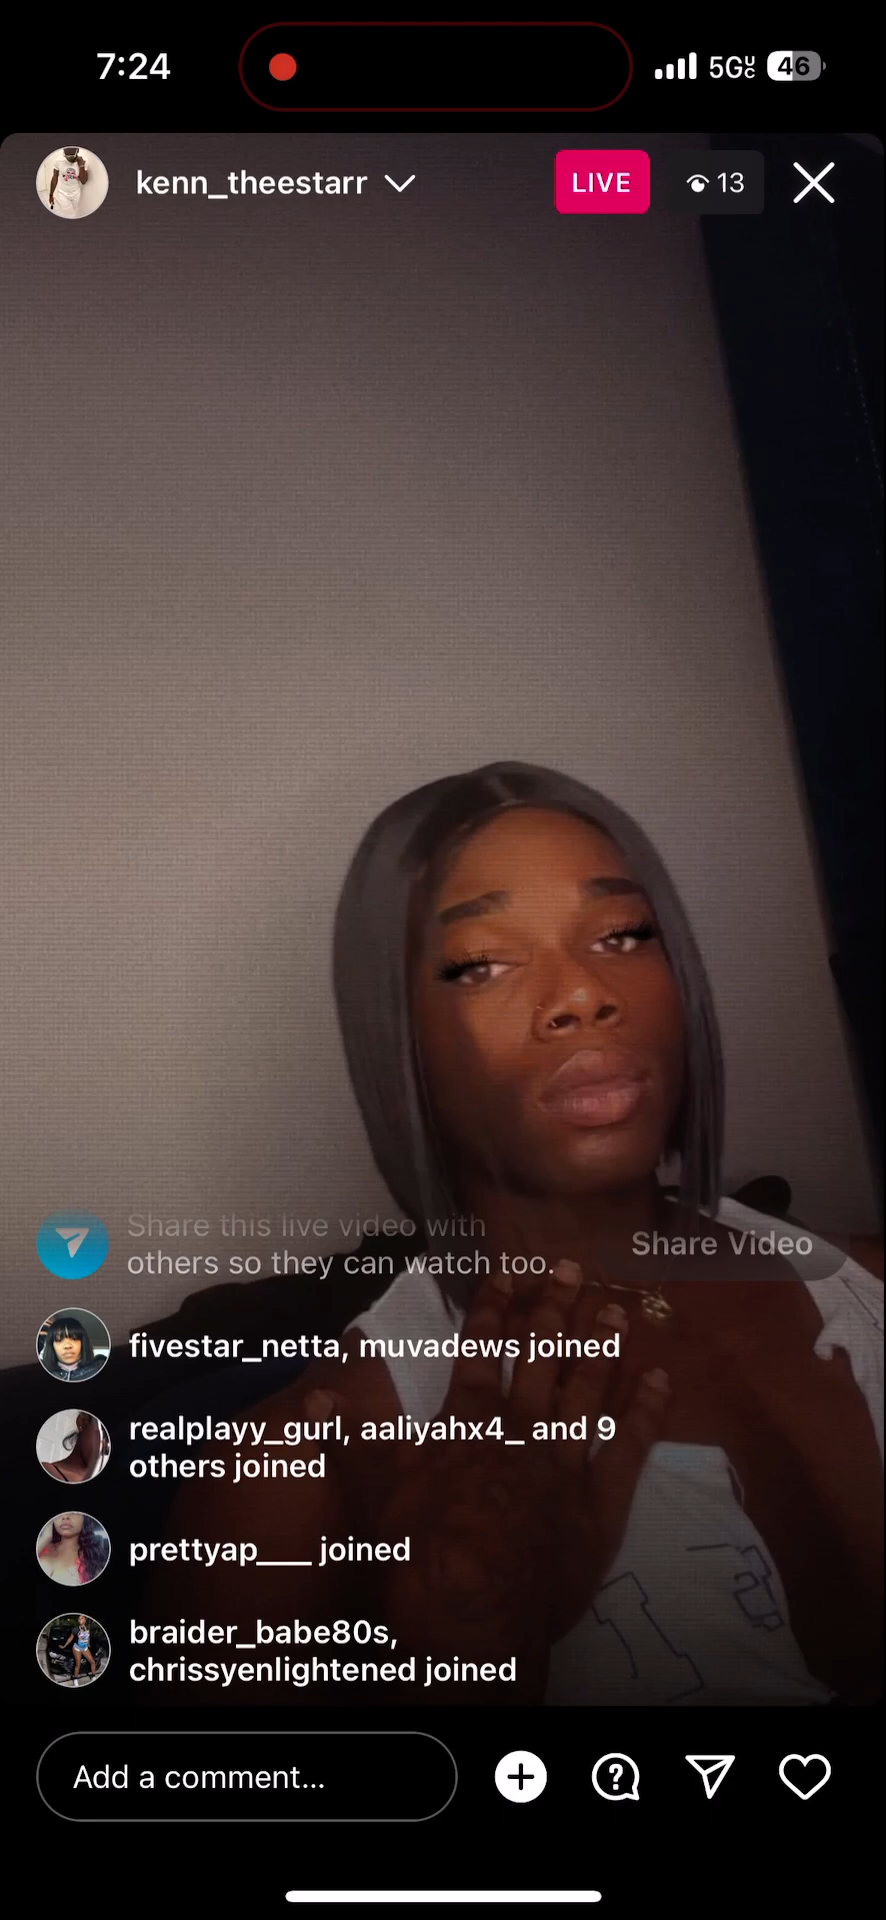 7:24
5GUC
46
kenn_theestarr
LIVE
13
Share this live video with
others so they can watch too.
Share Video
fivestar_netta, muvadews joined
realplayy_gurl, aaliyahx4_ and 9
others joined
prettyap___ joined
braider_babe80s,
chrissyenlightened joined
Add a comment...